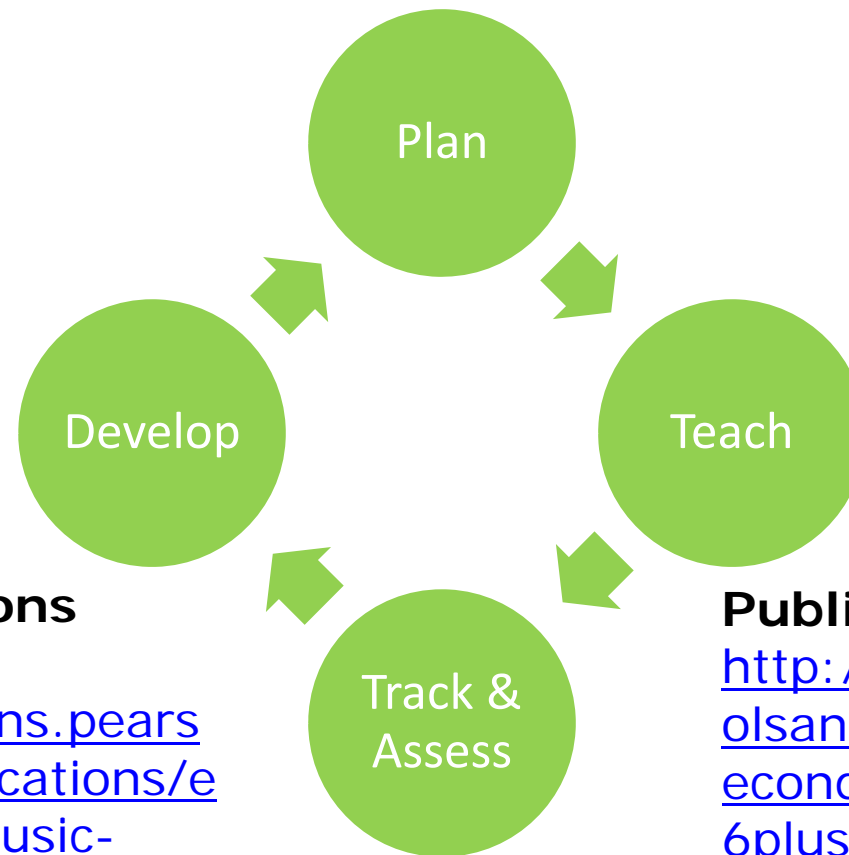 Plan
Develop
Teach
Track &
Assess
ons
ns.pears
cations/e
usic-
Publi
http:/
olsan
econo
6plus